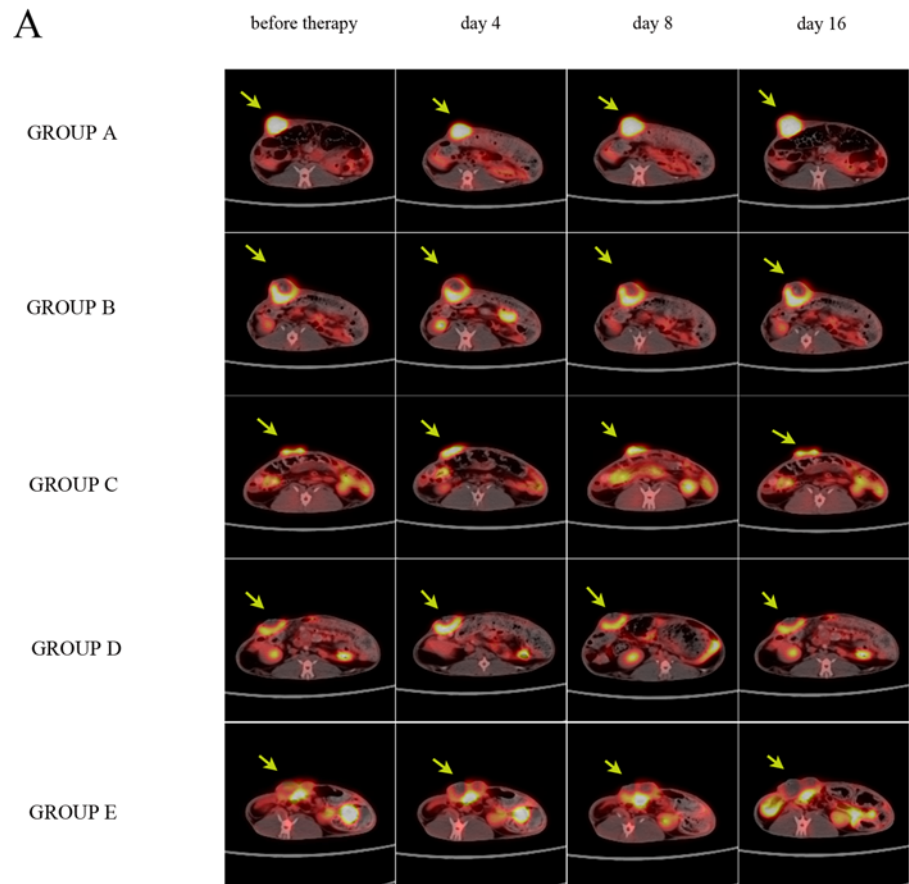 A
before therapy day 4 day 8 day 16
GROUP A
GROUP B
GROUP C
GROUP D
GROUP E